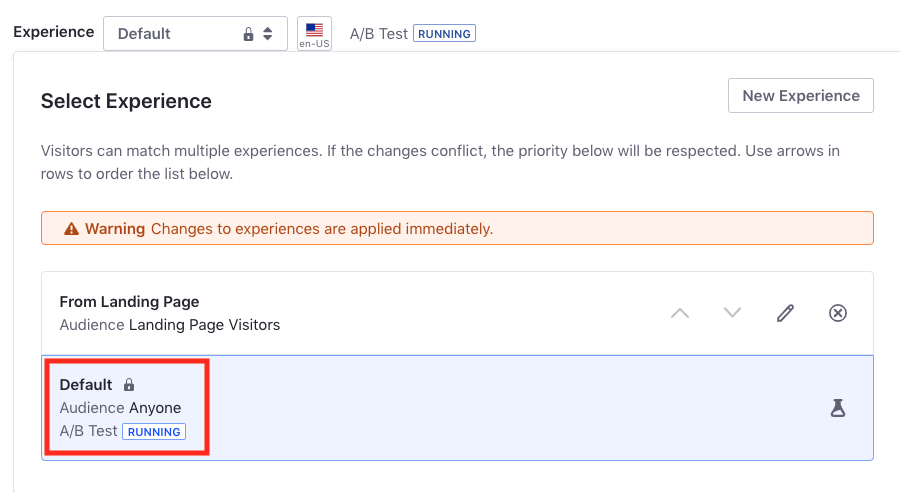 Experience Default en-US A/B Test RUNNING
Select Experience
New Experience
Visitors can match multiple experiences. If the changes conflict, the priority below will be respected. Use arrows in
rows to order the list below.
Warning Changes to experiences are applied immediately.
From Landing Page
Audience Landing Page Visitors
Default
Audience Anyone
A/B Test RUNNING